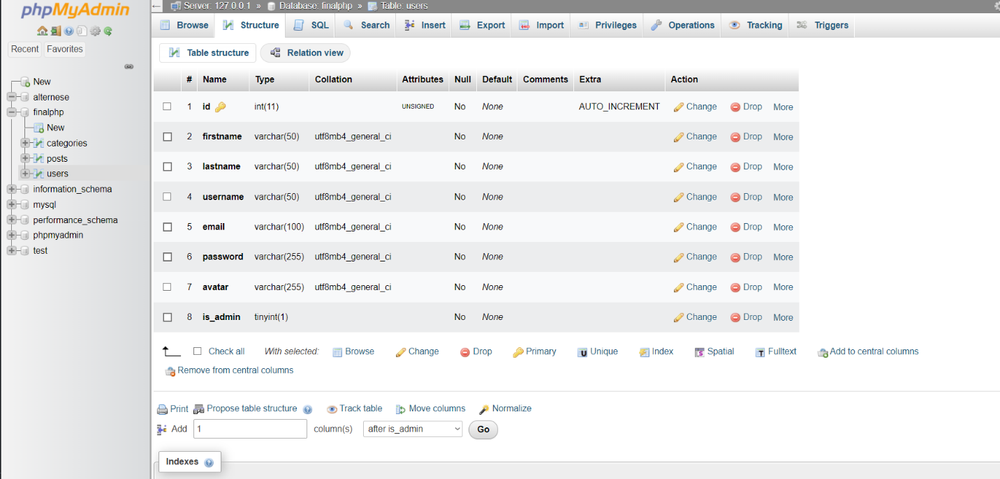 phpMyAdmin
Recent Favorites
New
alternese
finalphp
New
categories
posts
users
information_schema
mysql
performance_schema
phpmyadmin
test
← Server: 127.0.0.1 » Database: finalphp » Table: users
Browse Structure SQL Search Insert Export Import Privileges Operations Tracking Triggers
Table structure Relation view
# Name Type Collation Attributes Null Default Comments Extra Action
1 id int(11) UNSIGNED No None AUTO_INCREMENT Change Drop More
2 firstname varchar(50) utf8mb4_general_ci No None Change Drop More
3 lastname varchar(50) utf8mb4_general_ci No None Change Drop More
4 username varchar(50) utf8mb4_general_ci No None Change Drop More
5 email varchar(100) utf8mb4_general_ci No None Change Drop More
6 password varchar(255) utf8mb4_general_ci No None Change Drop More
7 avatar varchar(255) utf8mb4_general_ci No None Change Drop More
8 is_admin tinyint(1) No None Change Drop More
Check all With selected: Browse Change Drop Primary Unique Index Spatial Fulltext Add to central columns
Remove from central columns
Print Propose table structure Track table Move columns Normalize
Add 1 column(s) after is_admin Go
Indexes